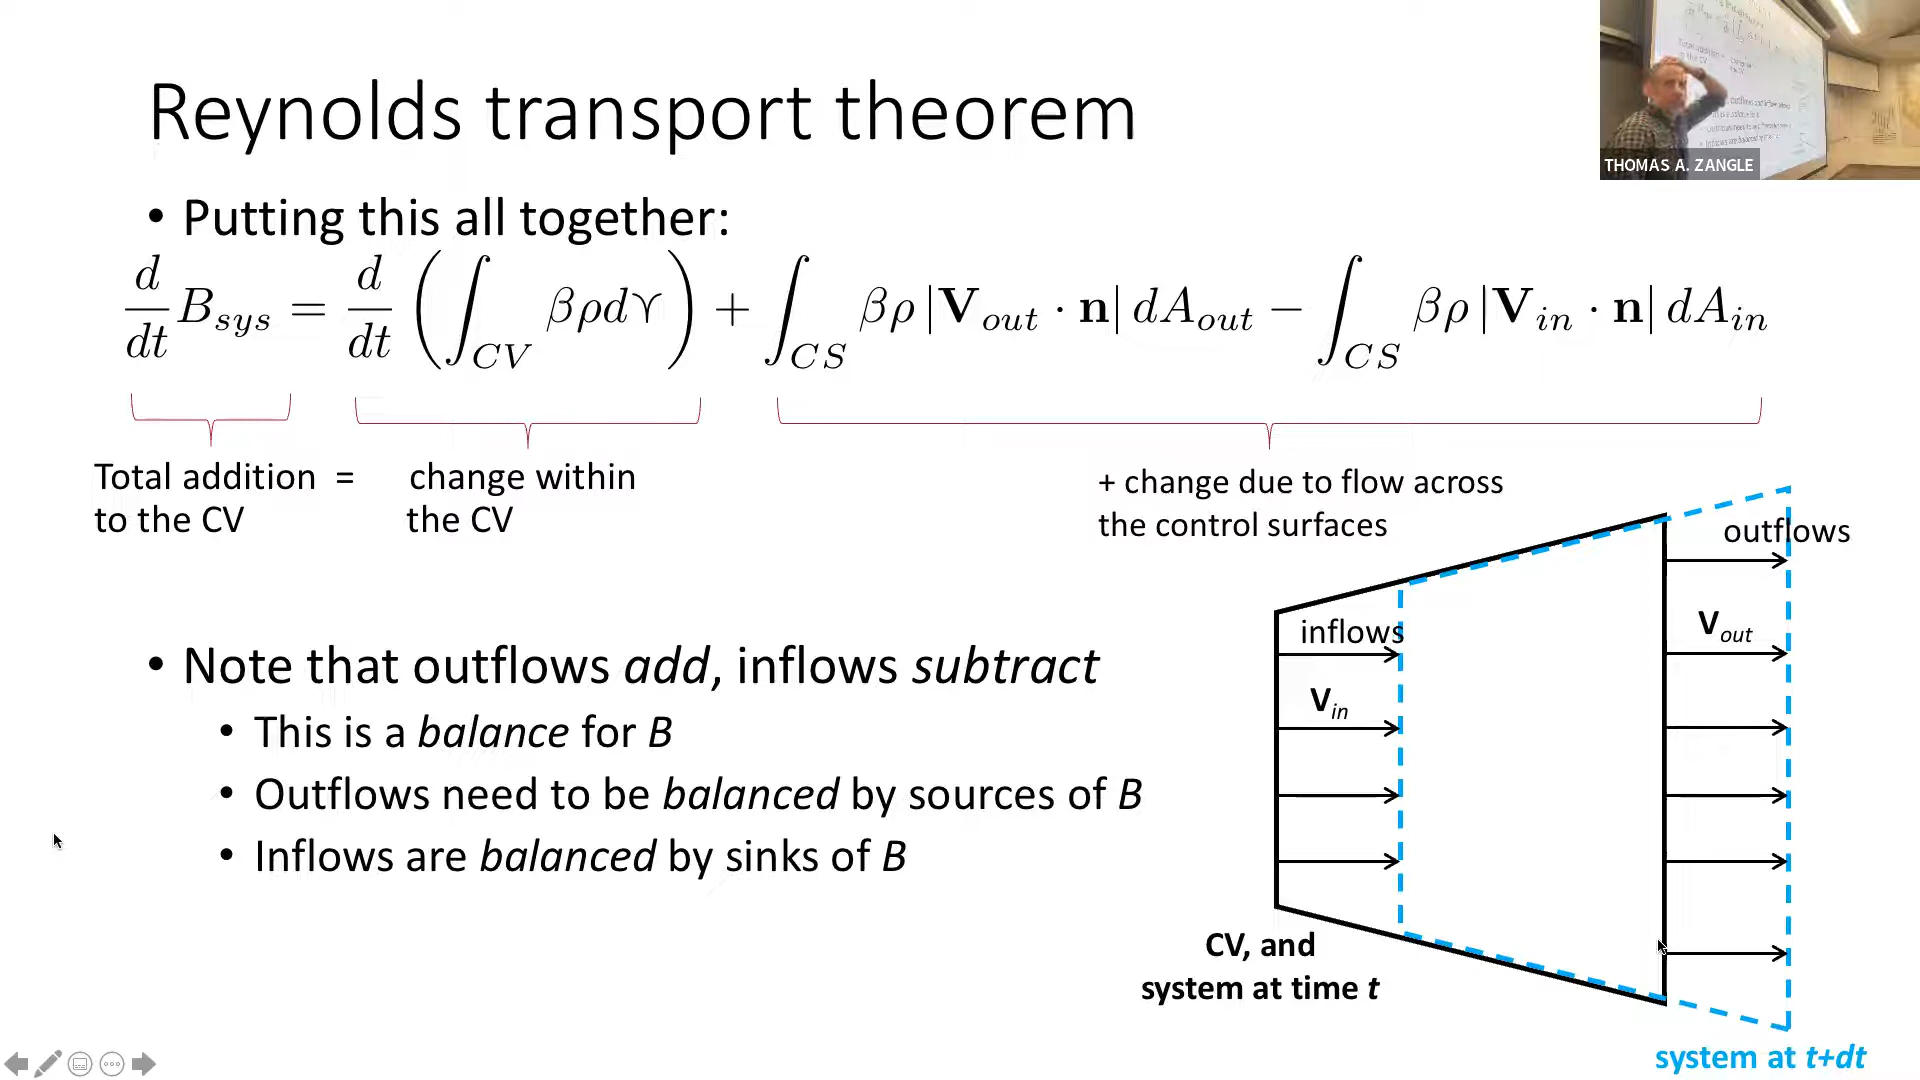 Reynolds transport theorem
THOMAS A. ZANGLE
• Putting this all together:
d/dt B_sys = d/dt ( ∫_CV βρdϒ ) + ∫_CS βρ |V_out · n| dA_out − ∫_CS βρ |V_in · n| dA_in
Total addition = change within
to the CV the CV
+ change due to flow across
the control surfaces
outflows
inflows
V_out
V_in
• Note that outflows add, inflows subtract
• This is a balance for B
• Outflows need to be balanced by sources of B
• Inflows are balanced by sinks of B
CV, and
system at time t
system at t+dt